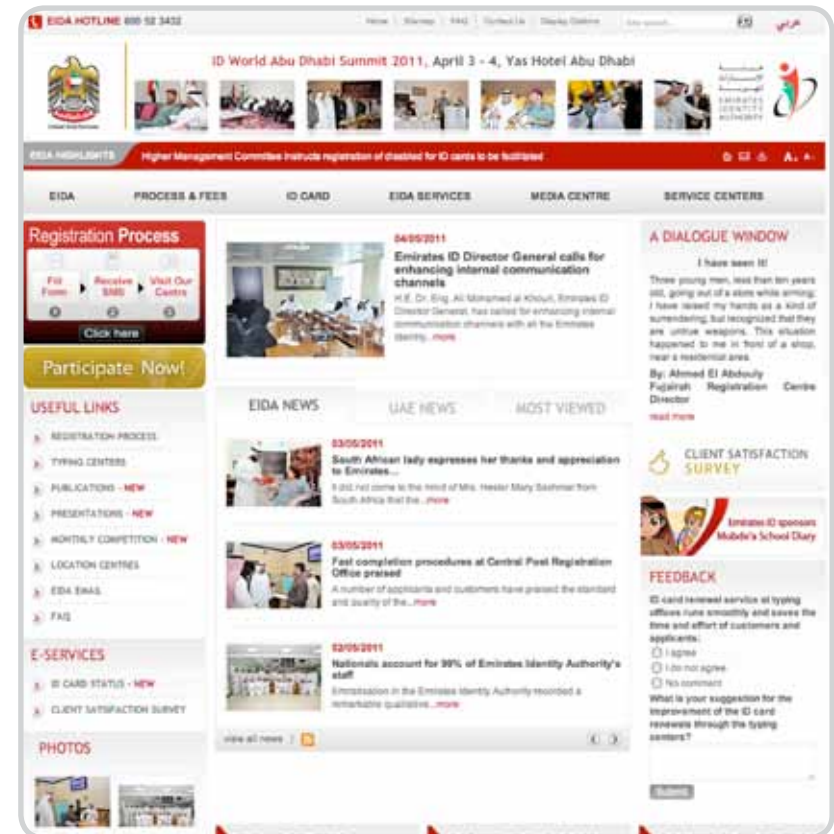 EIDA HOTLINE 600 52 3432
Home | Sitemap | FAQ | Contact Us | Display Options
عربي
ID World Abu Dhabi Summit 2011, April 3 - 4, Yas Hotel Abu Dhabi
EMIRATES
IDENTITY
AUTHORITY
EIDA HIGHLIGHTS
Higher Management Committee instructs registration of disabled for ID cards to be facilitated
EIDA
PROCESS & FEES
ID CARD
EIDA SERVICES
MEDIA CENTRE
SERVICE CENTERS
Registration Process
Fill
Form
Receive
SMS
Visit Our
Centre
Click here
Participate Now!
USEFUL LINKS
REGISTRATION PROCESS
TYPING CENTERS
PUBLICATIONS - NEW
PRESENTATIONS - NEW
MONTHLY COMPETITION - NEW
LOCATION CENTRES
EIDA EMAG
FAQ
E-SERVICES
ID CARD STATUS - NEW
CLIENT SATISFACTION SURVEY
PHOTOS
04/05/2011
Emirates ID Director General calls for
enhancing internal communication
channels
H.E. Dr. Eng. Ali Mohamed al Khouri, Emirates ID
Director General, has called for enhancing internal
communication channels with all the Emirates
Identity...more
EIDA NEWS
UAE NEWS
MOST VIEWED
03/05/2011
South African lady expresses her thanks and appreciation
to Emirates...
It did not come to the mind of Mrs. Hester Mary from
South Africa that the...more
03/05/2011
Fast completion procedures at Central Post Registration
Office praised
A number of applicants and customers have praised the standard
and quality of the...more
02/05/2011
Nationals account for 99% of Emirates Identity Authority's
staff
Emiratisation in the Emirates Identity Authority recorded a
remarkable qualitative...more
view all news |
A DIALOGUE WINDOW
I have seen it!
Three young men, less than ten years
old, going out of a store while arming;
I have raised my hands as a kind of
surrendering, but recognized that they
are untrue weapons. This situation
happened to me in front of a shop,
near a residential area
By: Ahmed El Abdouly
Fujairah Registration Centre
Director
read more
CLIENT SATISFACTION
SURVEY
Emirates ID sponsors
Mubde's School Diary
FEEDBACK
ID card renewal service at typing
offices runs smoothly and saves the
time and effort of customers and
applicants:
I agree
I do not agree
No comment
What is your suggestion for the
improvement of the ID card
renewals through the typing
centers?
Submit